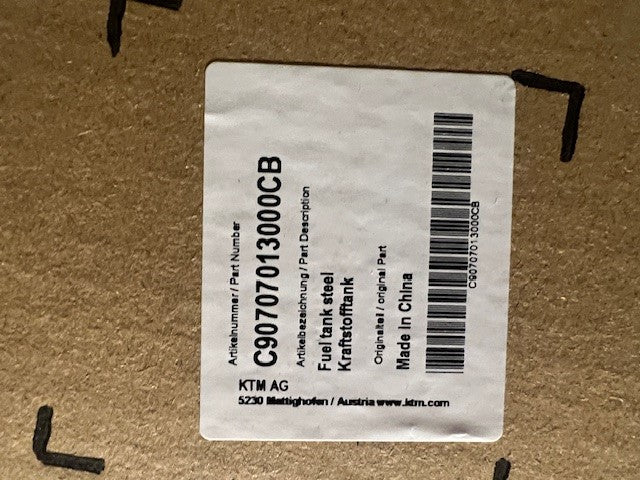 Artikelnummer / Part Number
C90707013000CB
Artikelbezeichnung / Part Description
Fuel tank steel
Kraftstofftank
Originalteil / original Part
Made In China
C90707013000CB
KTM AG
5230 Mattighofen / Austria www.ktm.com